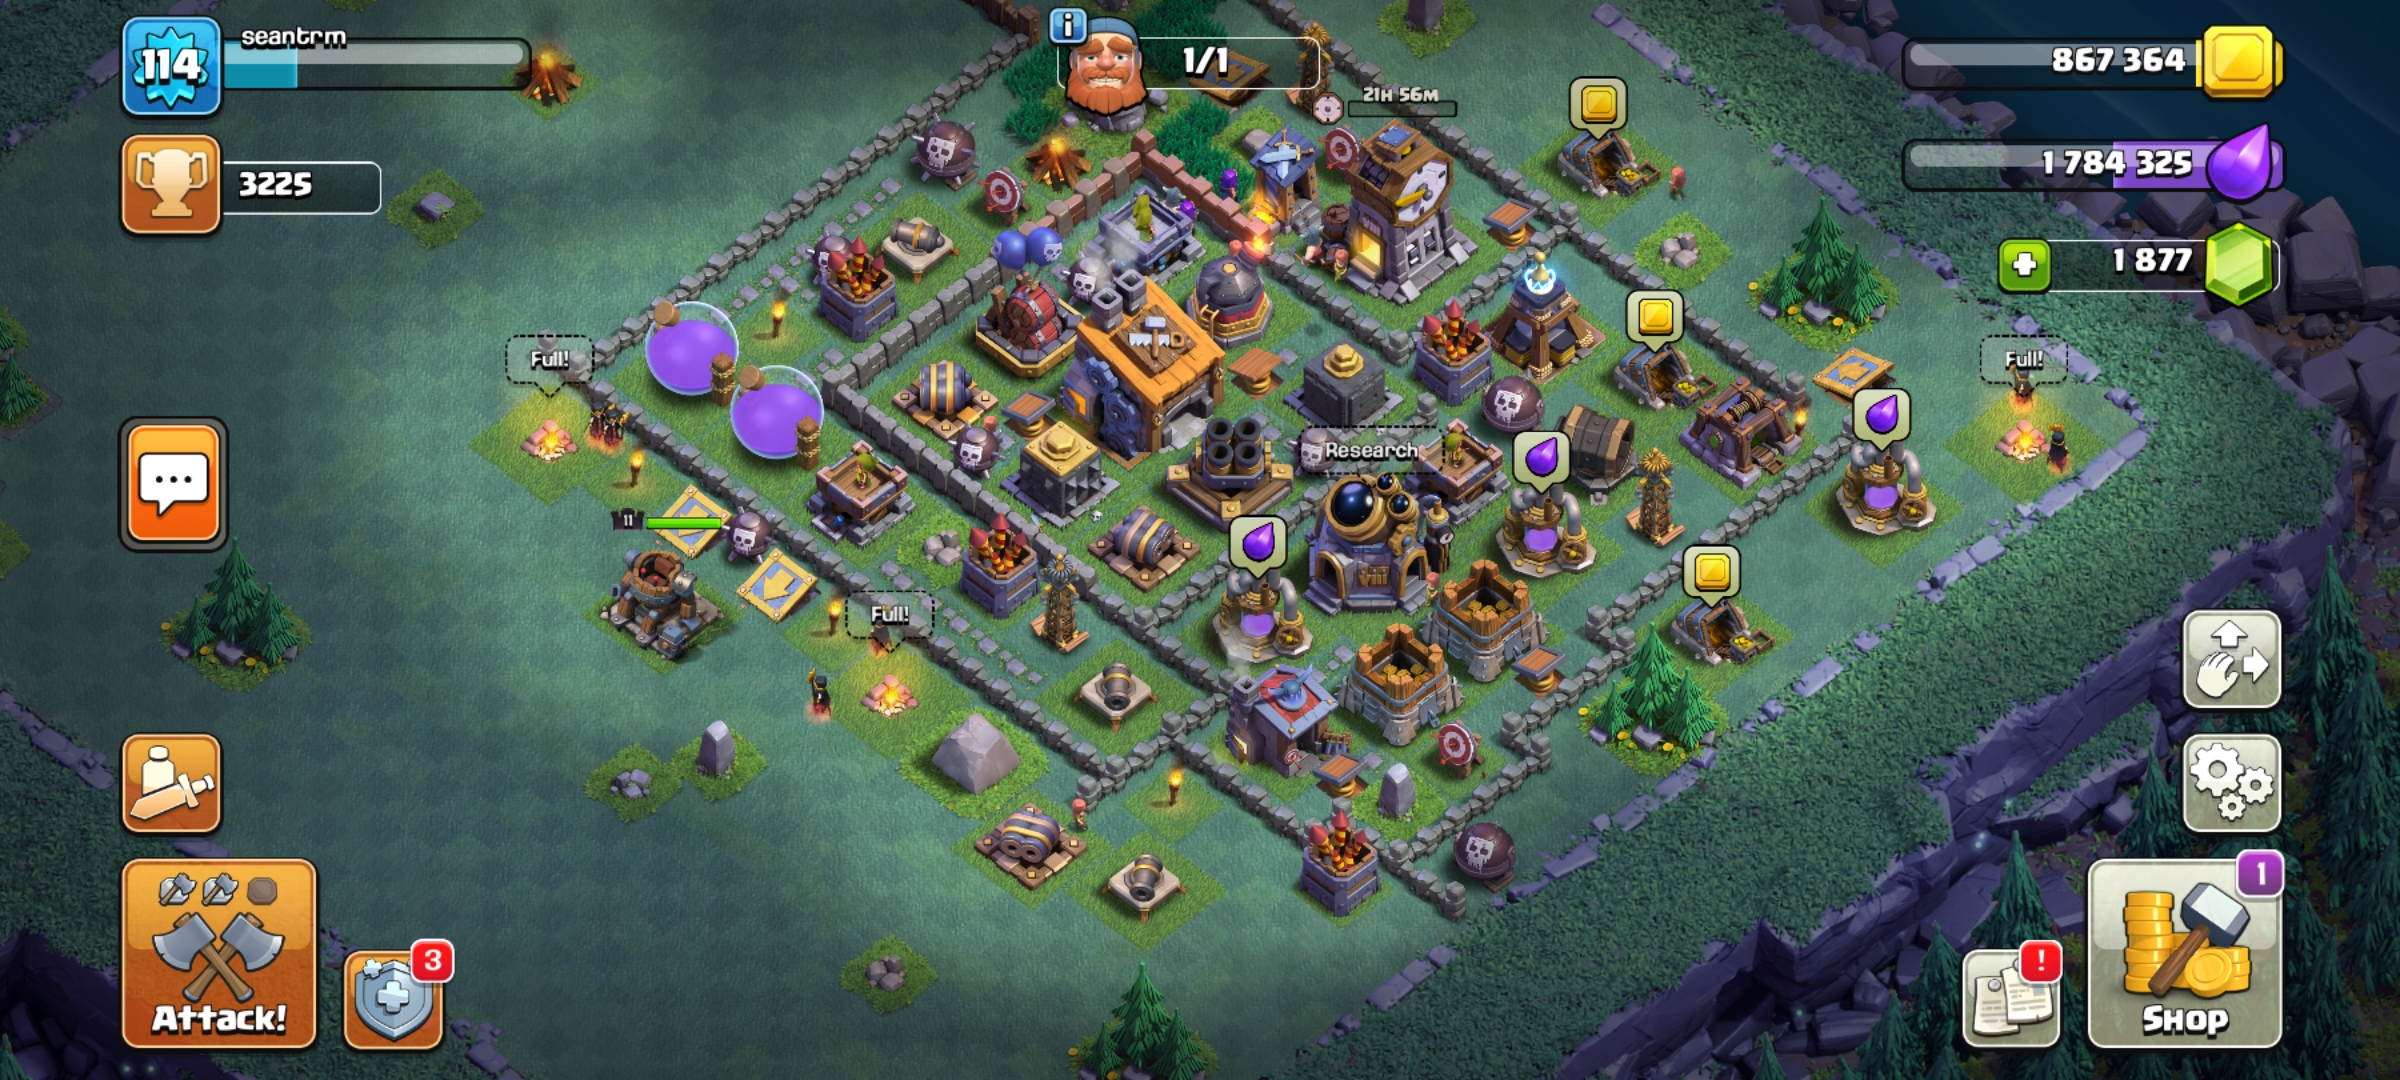 114
seantrm
1/1
867 364
3225
21H 56M
1 784 325
1 877
Full!
Full!
Research
11
VIII
Full!
1
3
!
Attack!
SHOP